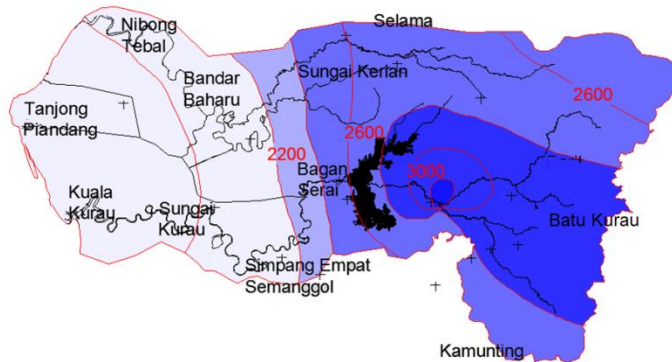 Selama
Nibong
Tebal
Sungai Kerian
Bandar
Baharu
2600
Tanjong
Piandang
2600
2200
Bagan
Serai
3000
Kuala
Kurau
Sungai
Kurau
Batu Kurau
Simpang Empat
Semanggol
Kamunting